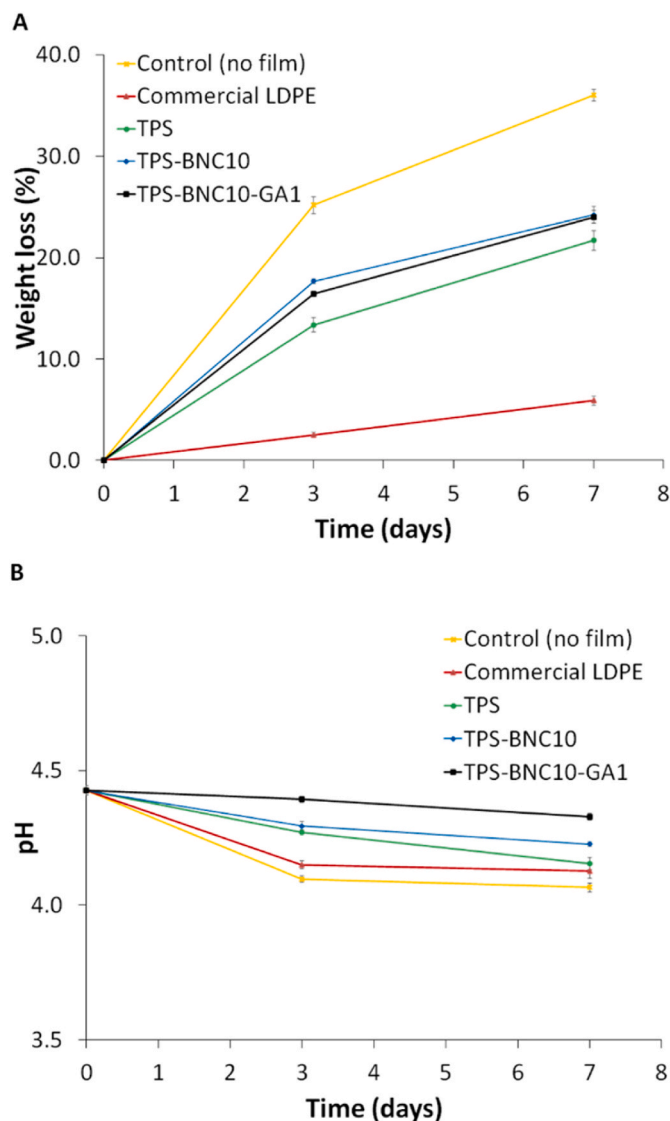 A
40.0
30.0
20.0
10.0
0.0
Weight loss (%)
Control (no film)
Commercial LDPE
TPS
TPS-BNC10
TPS-BNC10-GA1
0 1 2 3 4 5 6 7 8
Time (days)
B
5.0
4.5
4.0
3.5
pH
Control (no film)
Commercial LDPE
TPS
TPS-BNC10
TPS-BNC10-GA1
0 1 2 3 4 5 6 7 8
Time (days)